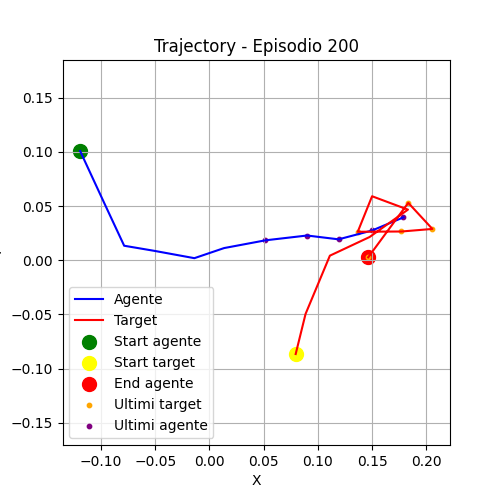 Trajectory - Episodio 200
0.15
0.10
0.05
0.00
−0.05
−0.10
−0.15
Agente
Target
Start agente
Start target
End agente
Ultimi target
Ultimi agente
−0.10 −0.05 0.00 0.05 0.10 0.15 0.20
X